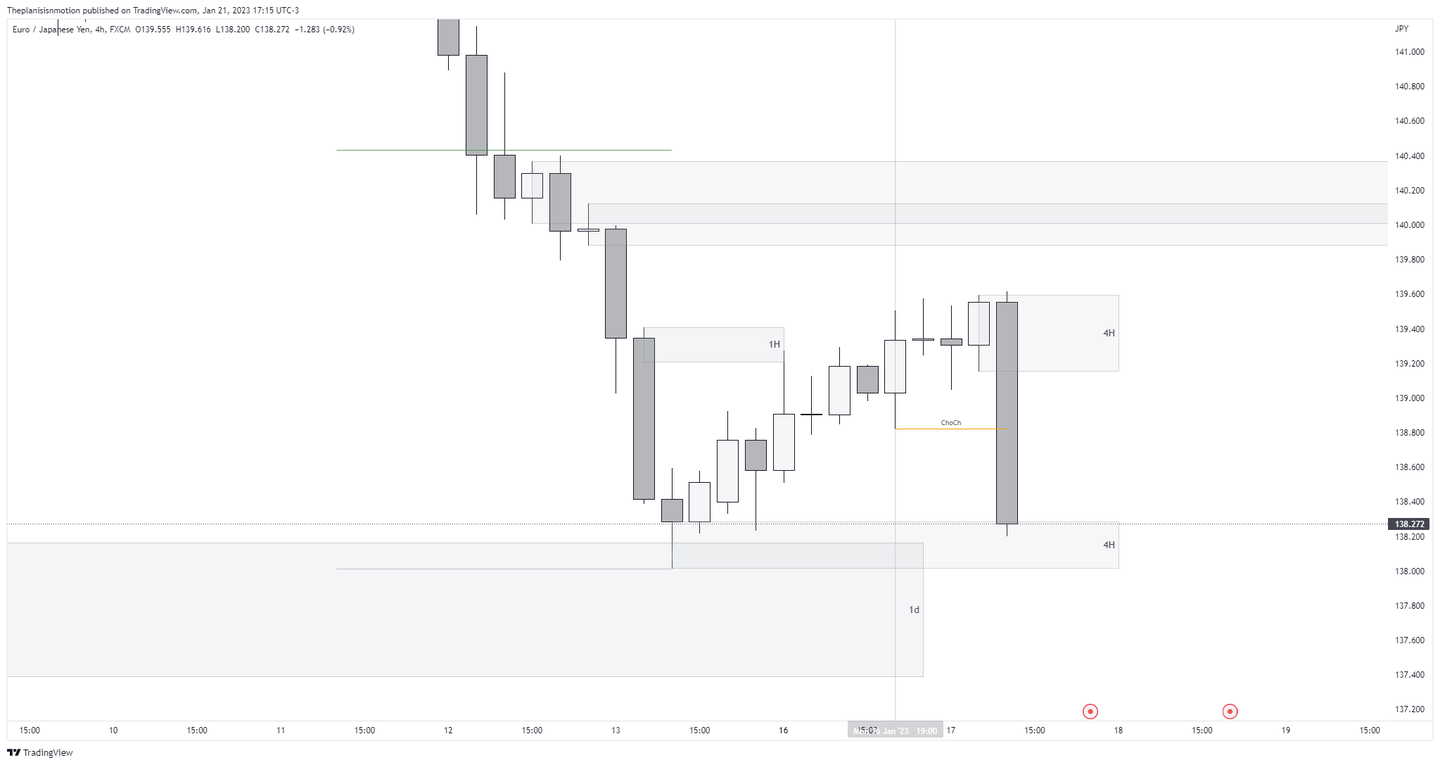 Theplanisisnmotion published on TradingView.com, Jan 21, 2023 17:15 UTC-3
Euro / Japanese Yen, 4h, FXCM O139.555 H139.616 L138.200 C138.272 −1.283 (−0.92%)
JPY
141.000
140.800
140.600
140.400
140.200
140.000
139.800
139.600
4H
139.400
1H
139.200
139.000
ChoCh
138.800
138.600
138.400
138.272
138.200
4H
138.000
137.800
1d
137.600
137.400
137.200
15:00 10 15:00 11 15:00 12 15:00 13 15:00 16 16 Jan '23 19:00 17 15:00 18 15:00 19 15:00
TradingView